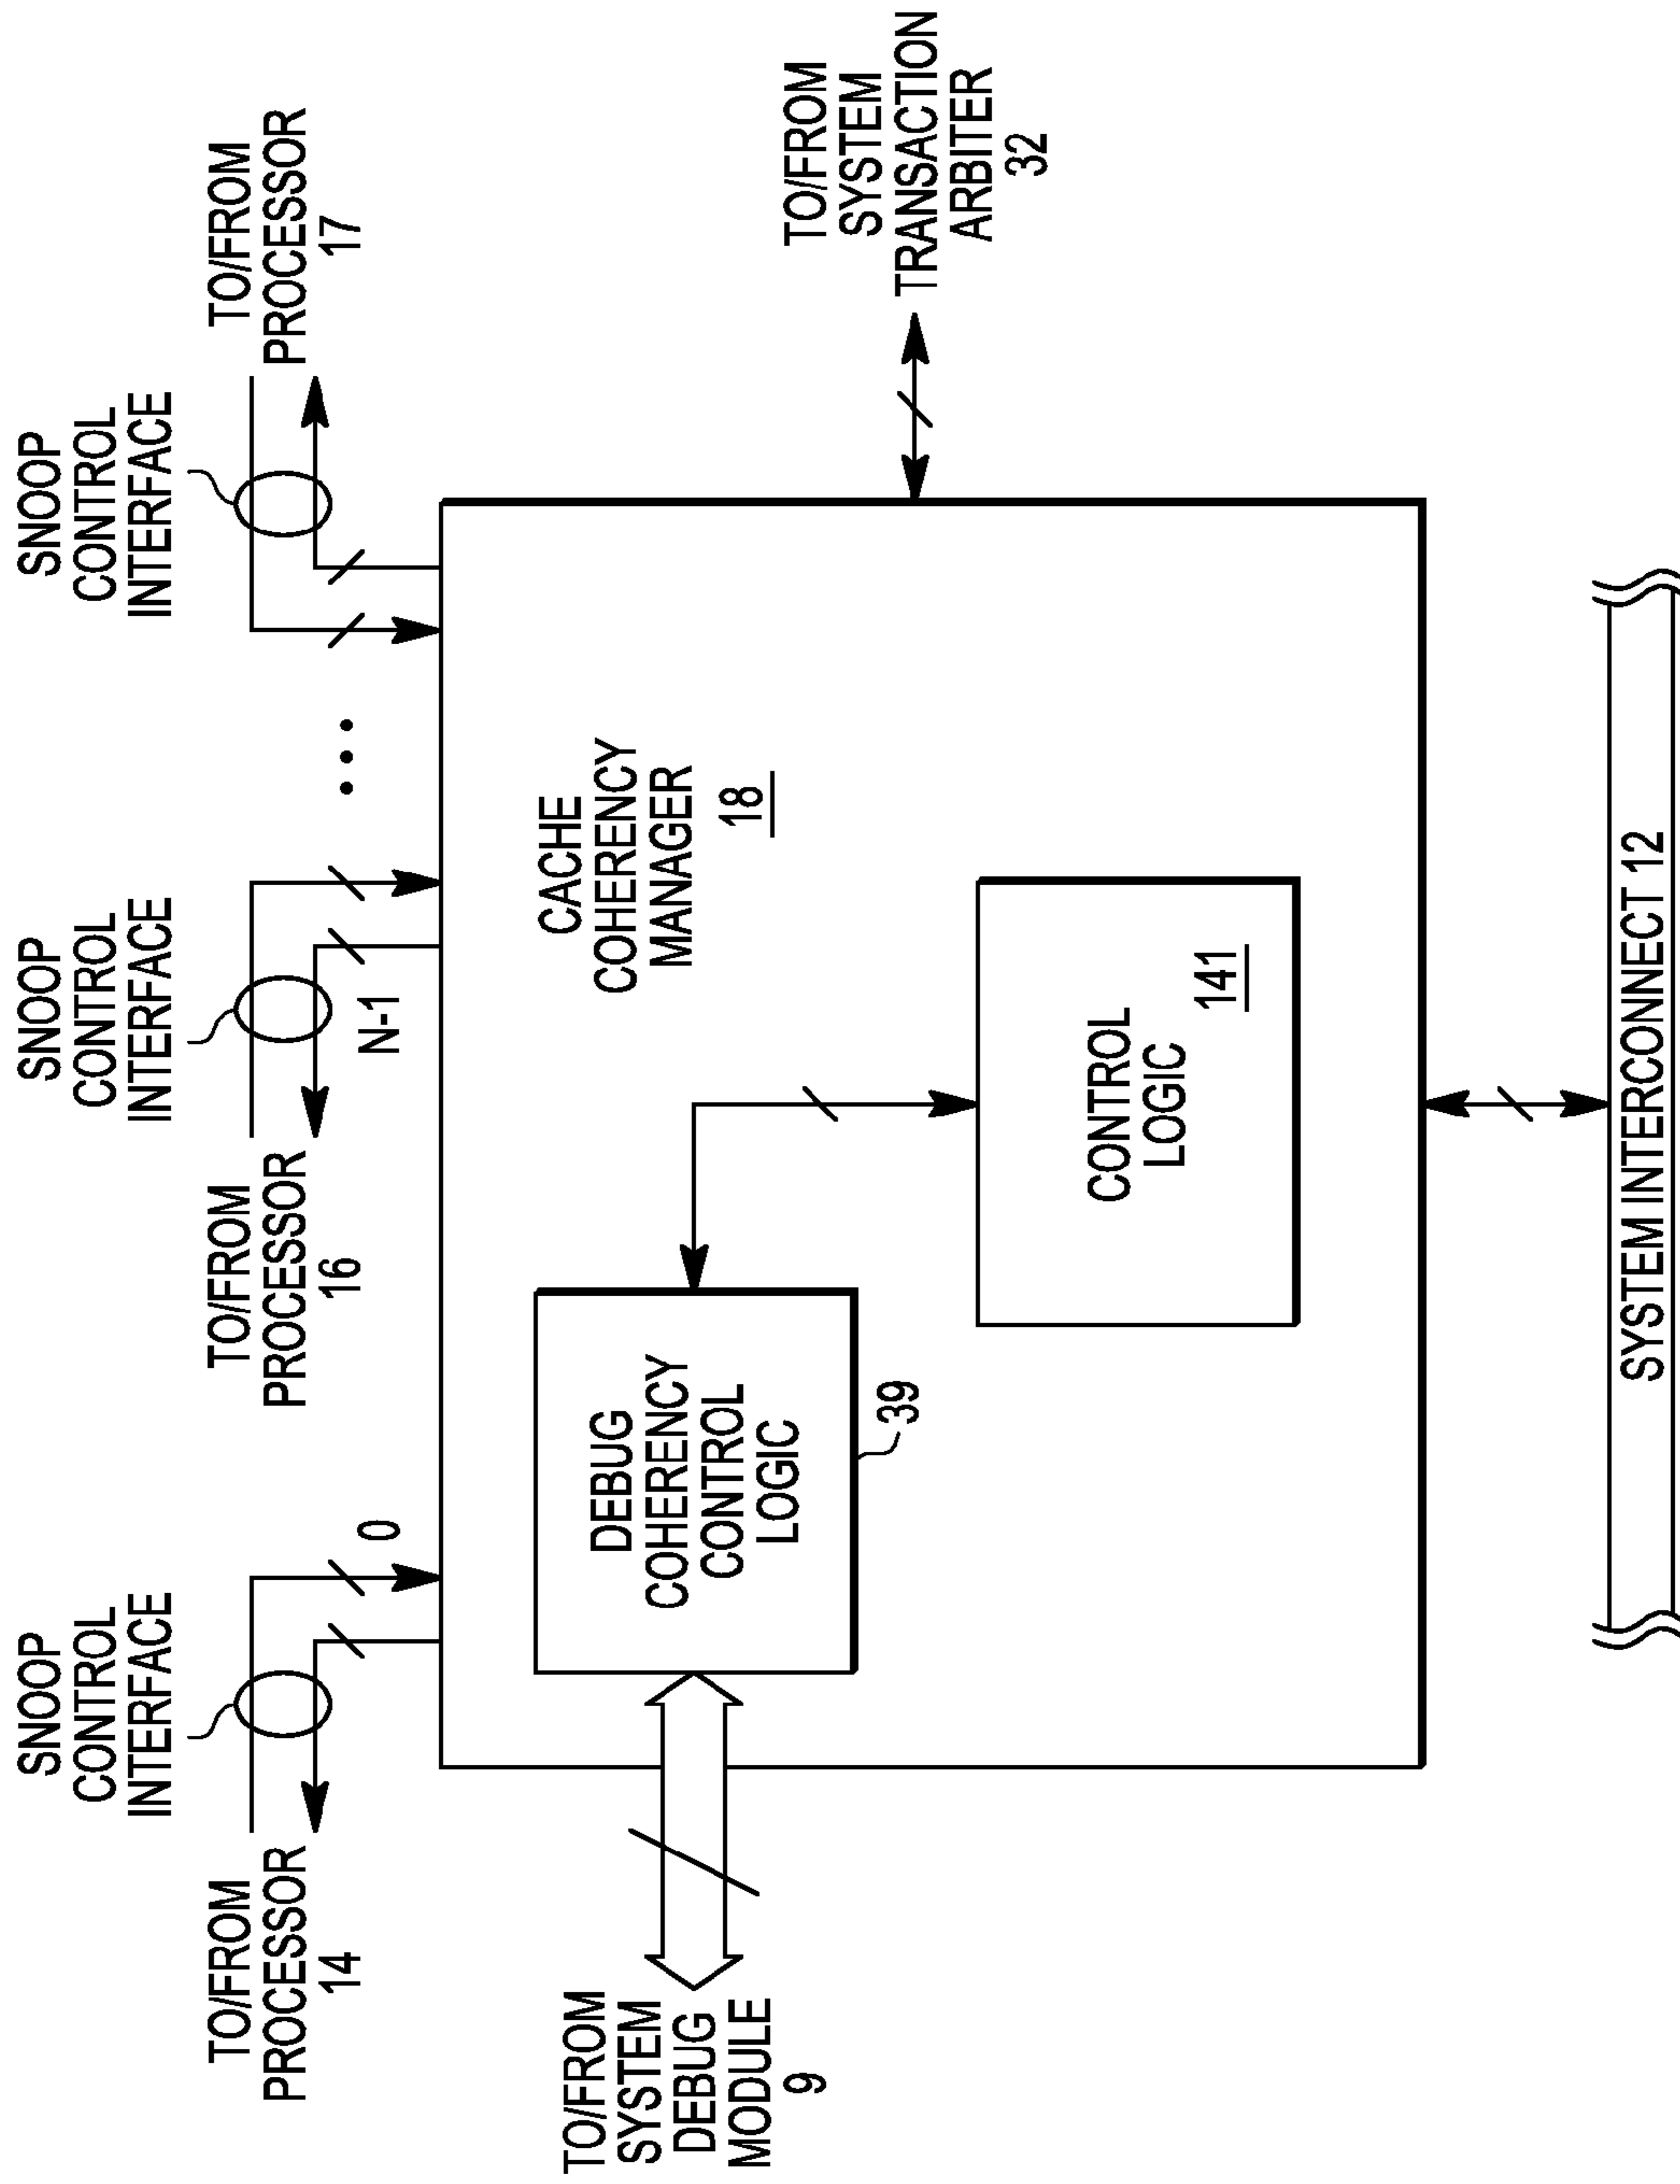 SNOOP
CONTROL
INTERFACE
SNOOP
CONTROL
INTERFACE
SNOOP
CONTROL
INTERFACE
TO/FROM
PROCESSOR
14
0
TO/FROM
PROCESSOR
16
N-1
TO/FROM
PROCESSOR
17
TO/FROM
SYSTEM
DEBUG
MODULE
9
DEBUG
COHERENCY
CONTROL
LOGIC
39
CACHE
COHERENCY
MANAGER
18
CONTROL
LOGIC
141
TO/FROM
SYSTEM
TRANSACTION
ARBITER
32
SYSTEM INTERCONNECT 12